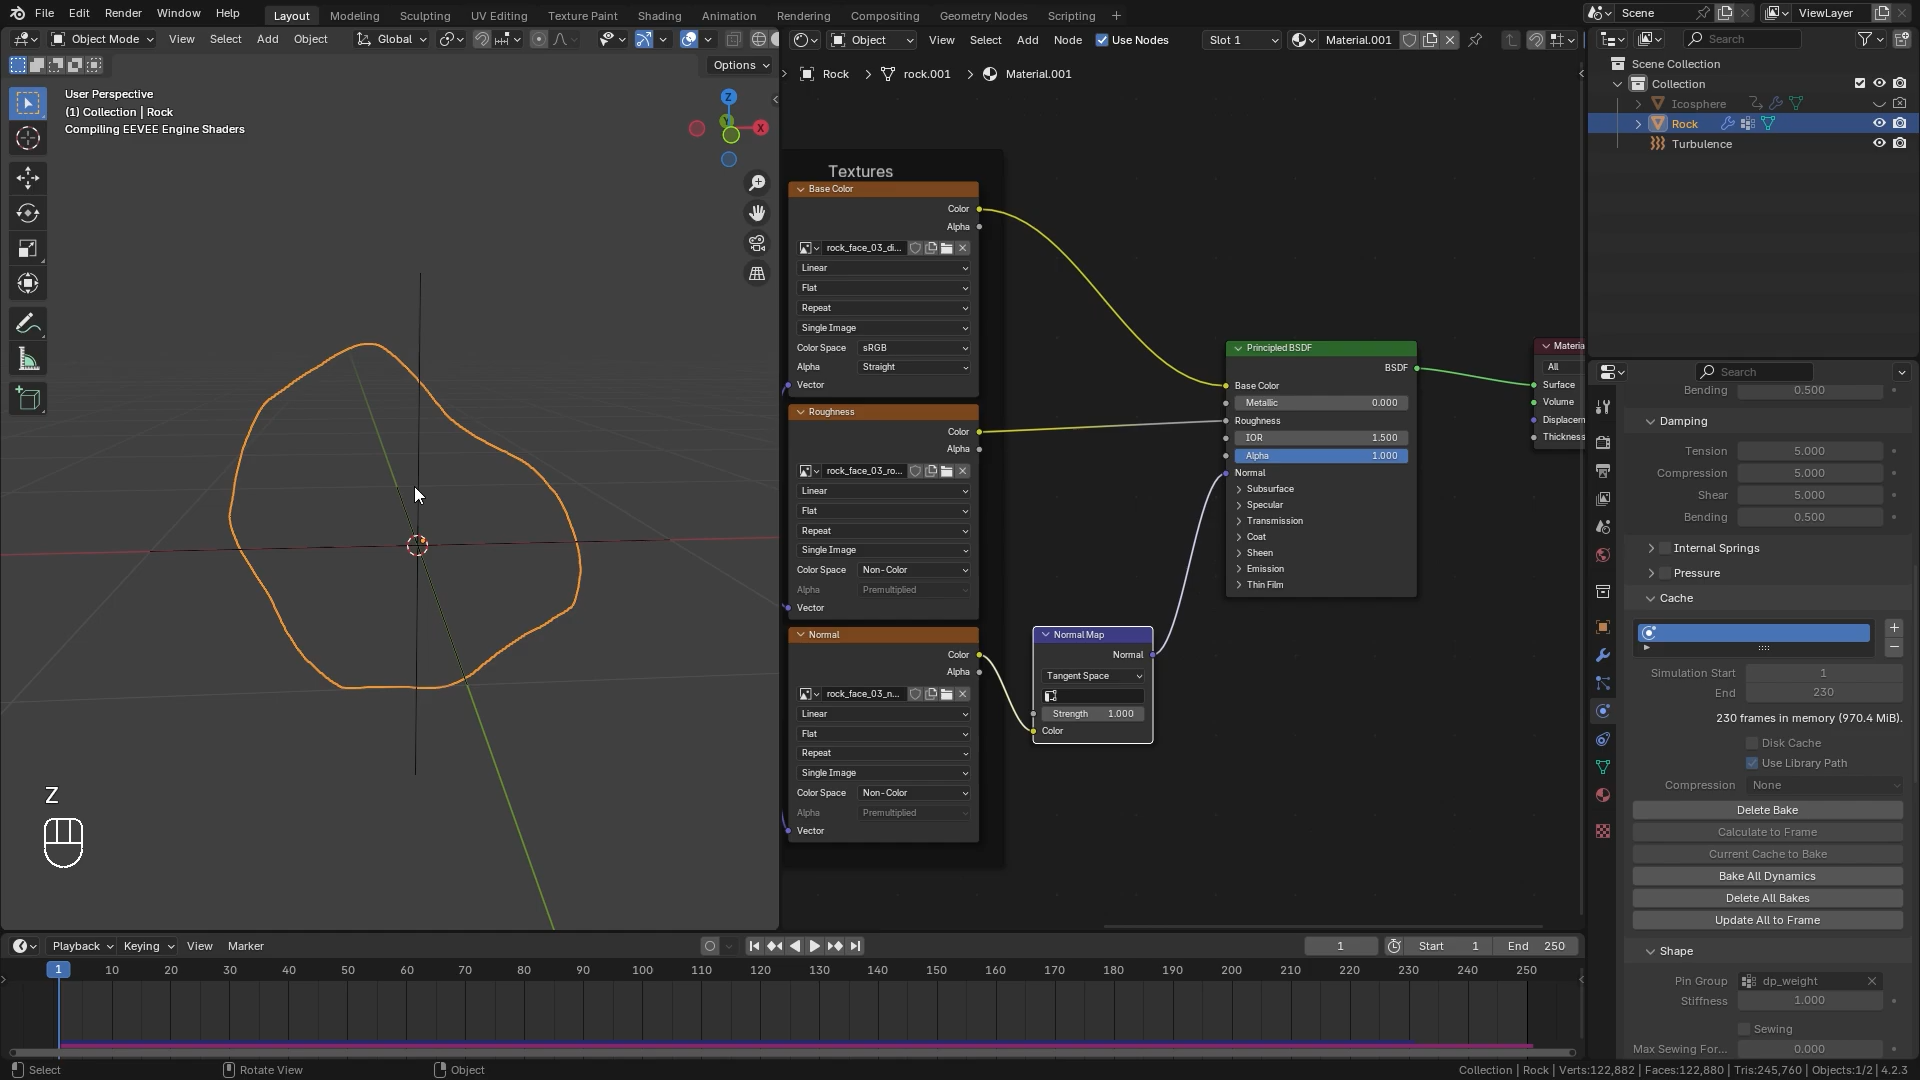 File Edit Render Window Help Layout Modeling Sculpting UV Editing Texture Paint Shading Animation Rendering Compositing Geometry Nodes Scripting Scene ViewLayer
Object Mode View Select Add Object Global Object View Select Add Node Use Nodes Slot 1 Material.001 Search
Options
Rock rock.001 Material.001
User Perspective
(1) Collection | Rock
Compiling EEVEE Engine Shaders
Z
X
Textures
Base Color
Color
Alpha
rock_face_03_di...
Linear
Flat
Repeat
Single Image
Color Space sRGB
Alpha Straight
Vector
Roughness
Color
Alpha
rock_face_03_ro...
Linear
Flat
Repeat
Single Image
Color Space Non-Color
Alpha Premultiplied
Vector
Normal
Color
Alpha
rock_face_03_n...
Linear
Flat
Repeat
Single Image
Color Space Non-Color
Alpha Premultiplied
Vector
Normal Map
Normal
Tangent Space
Strength 1.000
Color
Principled BSDF
BSDF
Base Color
Metallic 0.000
Roughness
IOR 1.500
Alpha 1.000
Normal
Subsurface
Specular
Transmission
Coat
Sheen
Emission
Thin Film
Materia
All
Surface
Volume
Displacem
Thickness
Scene Collection
Collection
Icosphere
Rock
Turbulence
Search
Bending 0.500
Damping
Tension 5.000
Compression 5.000
Shear 5.000
Bending 0.500
Internal Springs
Pressure
Cache
Simulation Start 1
End 230
230 frames in memory (970.4 MiB).
Disk Cache
Use Library Path
Compression None
Delete Bake
Calculate to Frame
Current Cache to Bake
Bake All Dynamics
Delete All Bakes
Update All to Frame
Shape
Pin Group dp_weight
Stiffness 1.000
Sewing
Max Sewing For... 0.000
Z
Playback Keying View Marker 1 Start 1 End 250
1 10 20 30 40 50 60 70 80 90 100 110 120 130 140 150 160 170 180 190 200 210 220 230 240 250
Select Rotate View Object Collection | Rock | Verts:122,882 | Faces:122,880 | Tris:245,760 | Objects:1/2 | 4.2.3